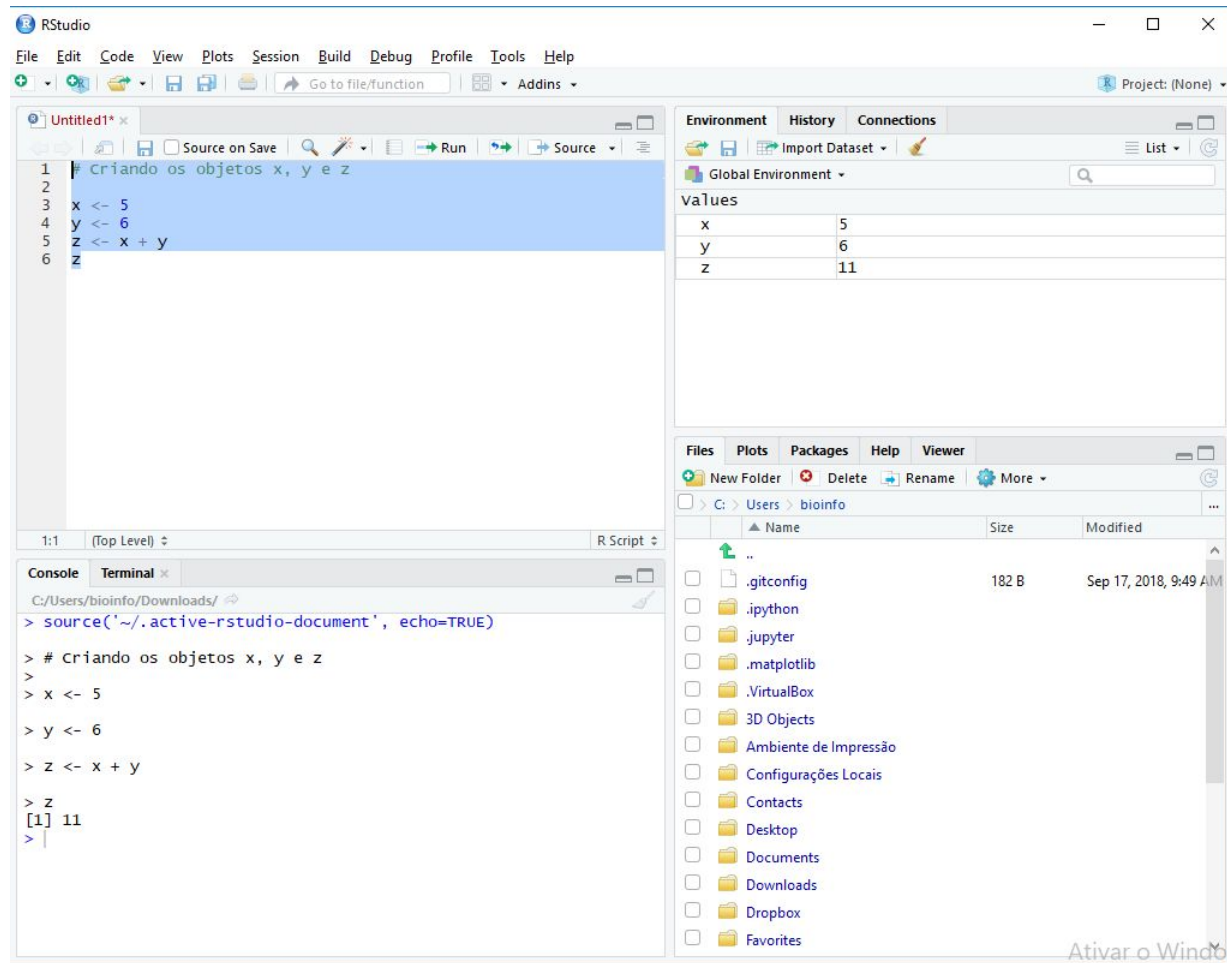 RStudio
File Edit Code View Plots Session Build Debug Profile Tools Help
Go to file/function Addins Project: (None)
Untitled1*
Source on Save Run Source
1 # Criando os objetos x, y e z
2
3 x <- 5
4 y <- 6
5 z <- x + y
6 z
1:1 (Top Level) R Script
Console Terminal
C:/Users/bioinfo/Downloads/
> source('~/.active-rstudio-document', echo=TRUE)
> # Criando os objetos x, y e z
>
> x <- 5
> y <- 6
> z <- x + y
> z
[1] 11
>
Environment History Connections
Import Dataset List
Global Environment
Values
x 5
y 6
z 11
Files Plots Packages Help Viewer
New Folder Delete Rename More
C: > Users > bioinfo ...
Name Size Modified
..
.gitconfig 182 B Sep 17, 2018, 9:49 AM
.ipython
.jupyter
.matplotlib
.VirtualBox
3D Objects
Ambiente de Impressão
Configurações Locais
Contacts
Desktop
Documents
Downloads
Dropbox
Favorites
Ativar o Windo